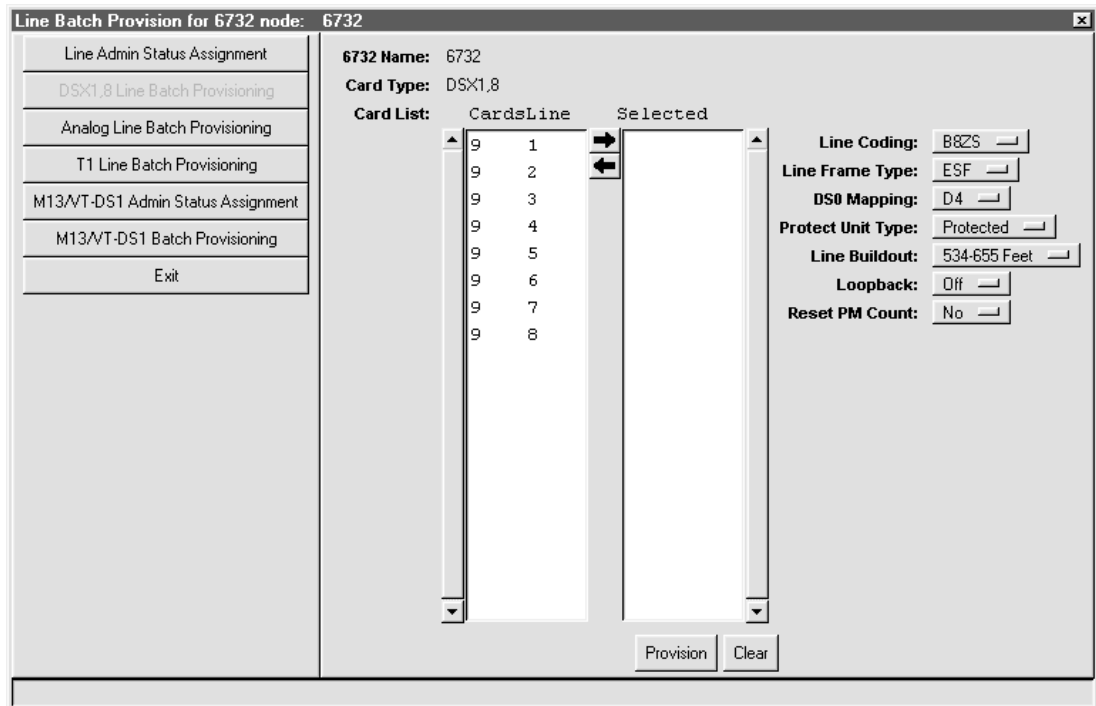 Line Batch Provision for 6732 node: 6732
Line Admin Status Assignment
DSX1,8 Line Batch Provisioning
Analog Line Batch Provisioning
T1 Line Batch Provisioning
M13/VT-DS1 Admin Status Assignment
M13/VT-DS1 Batch Provisioning
Exit
6732 Name: 6732
Card Type: DSX1,8
Card List: CardsLine Selected
9 1
9 2
9 3
9 4
9 5
9 6
9 7
9 8
Line Coding: B8ZS
Line Frame Type: ESF
DS0 Mapping: D4
Protect Unit Type: Protected
Line Buildout: 534-655 Feet
Loopback: Off
Reset PM Count: No
Provision Clear